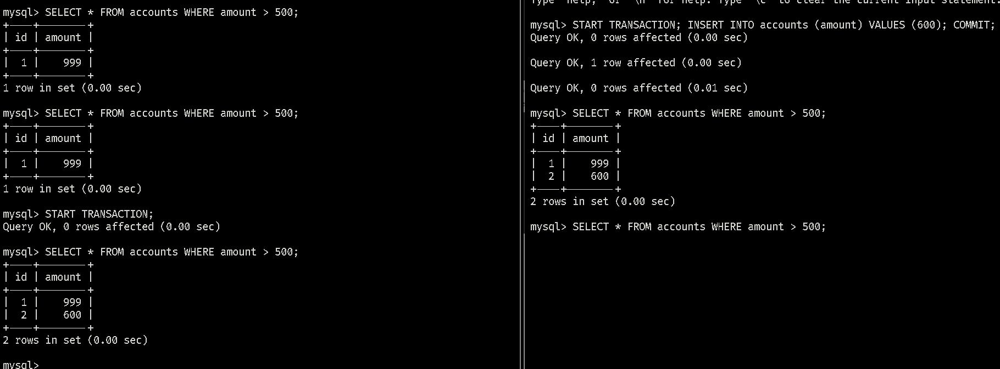 mysql> SELECT * FROM accounts WHERE amount > 500;
+----+--------+
| id | amount |
+----+--------+
|  1 |    999 |
+----+--------+
1 row in set (0.00 sec)
mysql> SELECT * FROM accounts WHERE amount > 500;
+----+--------+
| id | amount |
+----+--------+
|  1 |    999 |
+----+--------+
1 row in set (0.00 sec)
mysql> START TRANSACTION;
Query OK, 0 rows affected (0.00 sec)
mysql> SELECT * FROM accounts WHERE amount > 500;
+----+--------+
| id | amount |
+----+--------+
|  1 |    999 |
|  2 |    600 |
+----+--------+
2 rows in set (0.00 sec)
mysql>
Type 'help;' or '\h' for help. Type '\c' to clear the current input statement.
mysql> START TRANSACTION; INSERT INTO accounts (amount) VALUES (600); COMMIT;
Query OK, 0 rows affected (0.00 sec)
Query OK, 1 row affected (0.00 sec)
Query OK, 0 rows affected (0.01 sec)
mysql> SELECT * FROM accounts WHERE amount > 500;
+----+--------+
| id | amount |
+----+--------+
|  1 |    999 |
|  2 |    600 |
+----+--------+
2 rows in set (0.00 sec)
mysql> SELECT * FROM accounts WHERE amount > 500;